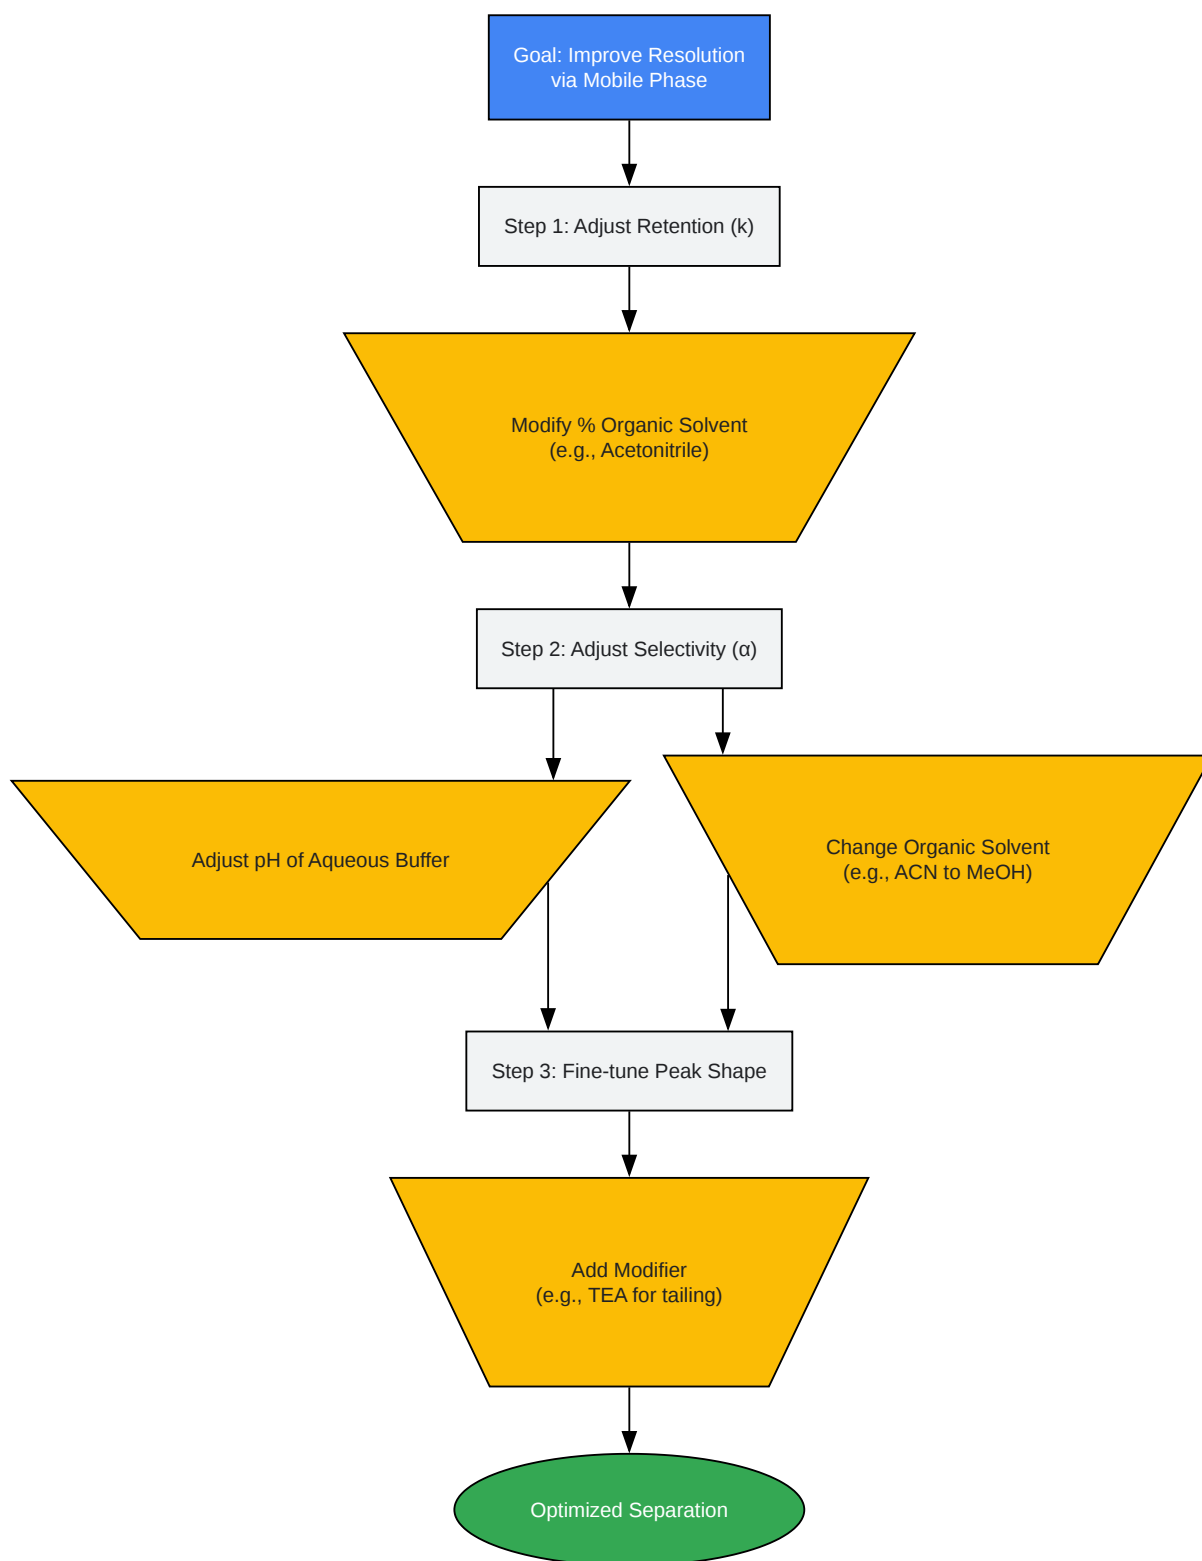 Goal: Improve Resolution
via Mobile Phase
Step 1: Adjust Retention (k)
Modify % Organic Solvent
(e.g., Acetonitrile)
Step 2: Adjust Selectivity (α)
Adjust pH of Aqueous Buffer
Change Organic Solvent
(e.g., ACN to MeOH)
Step 3: Fine-tune Peak Shape
Add Modifier
(e.g., TEA for tailing)
Optimized Separation